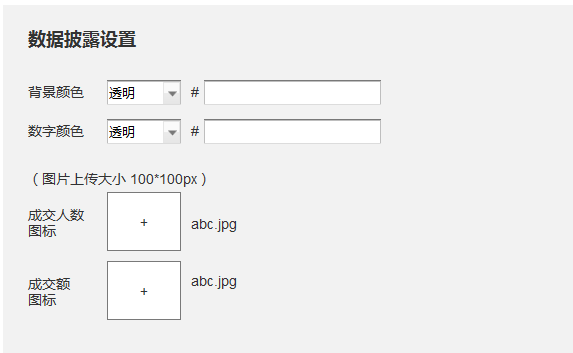 数据披露设置
背景颜色 透明 #
数字颜色 透明 #
（图片上传大小 100*100px）
成交人数
图标 + abc.jpg
成交额
图标 + abc.jpg